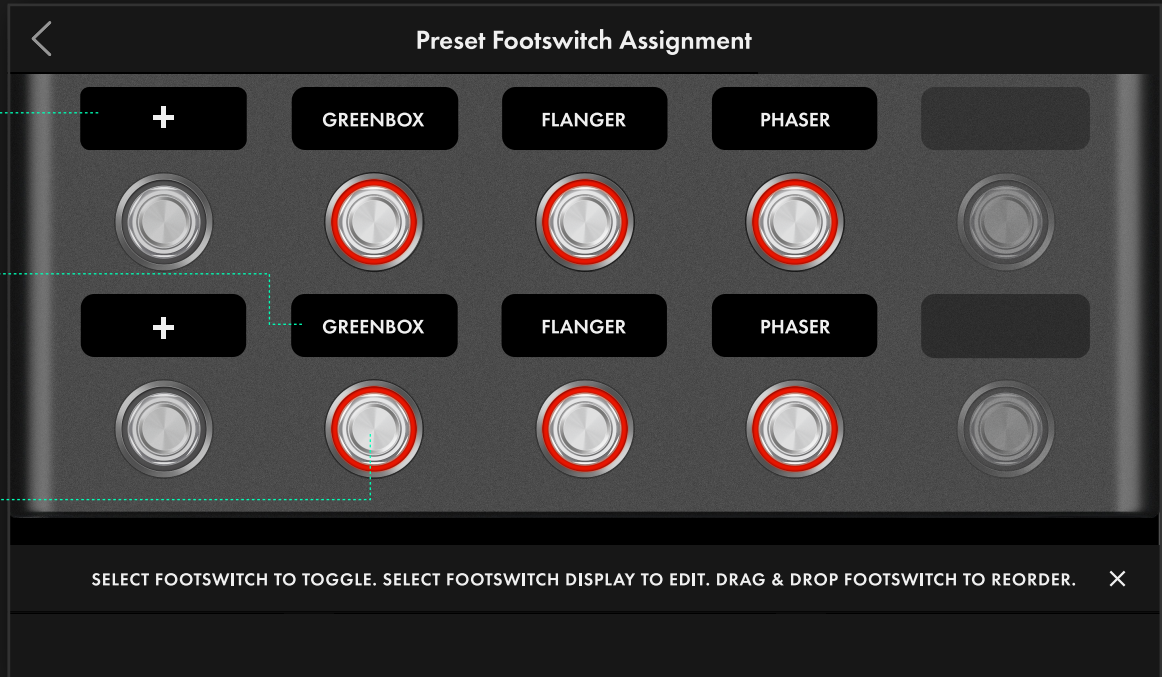 Preset Footswitch Assignment
+ GREENBOX FLANGER PHASER
+ GREENBOX FLANGER PHASER
SELECT FOOTSWITCH TO TOGGLE. SELECT FOOTSWITCH DISPLAY TO EDIT. DRAG & DROP FOOTSWITCH TO REORDER.